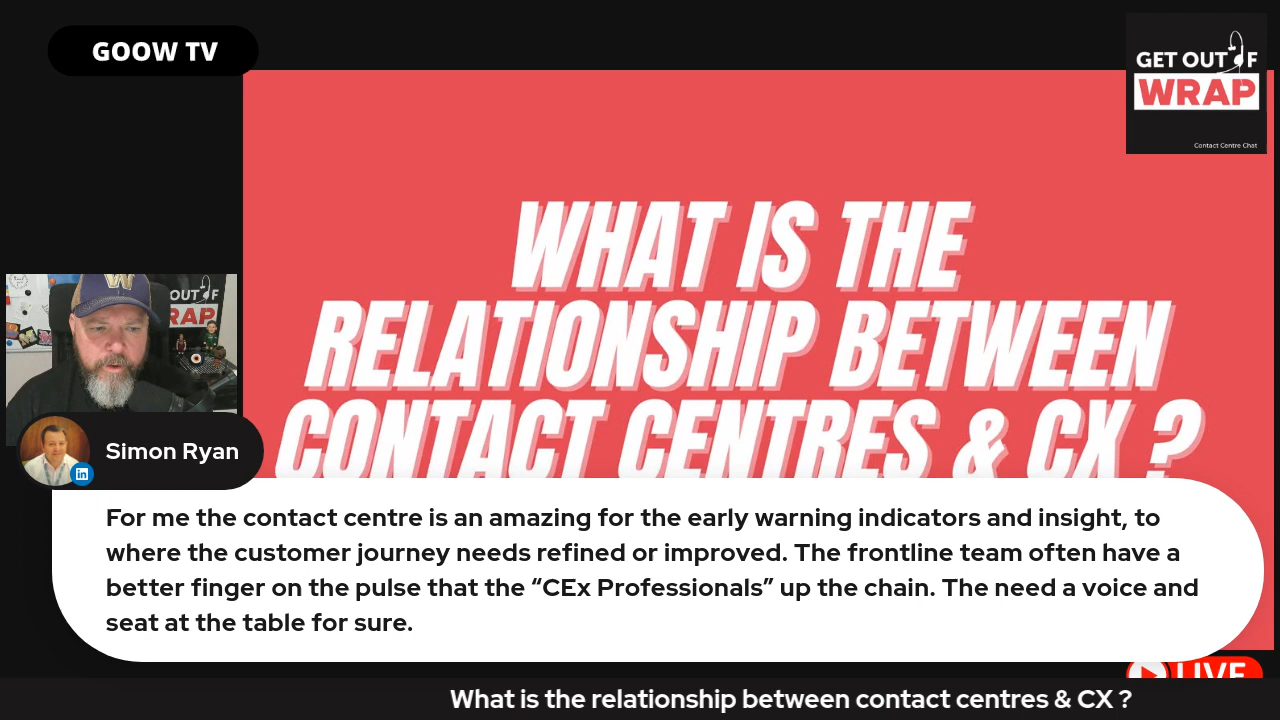 GOOW TV
GET OUT OF
WRAP
Contact Centre Chat
WHAT IS THE
RELATIONSHIP BETWEEN
CONTACT CENTRES & CX ?
OUT OF
RAP
W
Simon Ryan
in
For me the contact centre is an amazing for the early warning indicators and insight, to
where the customer journey needs refined or improved. The frontline team often have a
better finger on the pulse that the “CEx Professionals” up the chain. The need a voice and
seat at the table for sure.
LIVE
What is the relationship between contact centres & CX ?